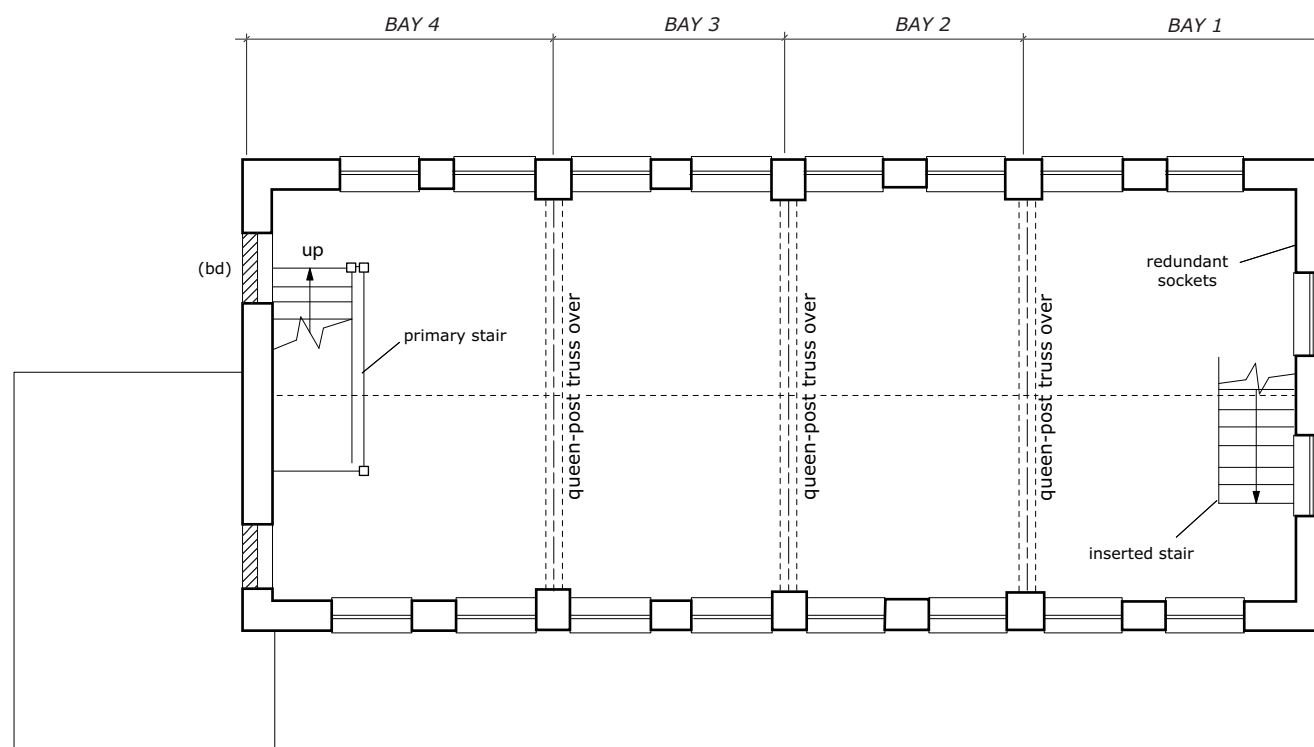 BAY 4
BAY 3
BAY 2
BAY 1
(bd)
up
primary stair
queen-post truss over
queen-post truss over
queen-post truss over
redundant
sockets
inserted stair